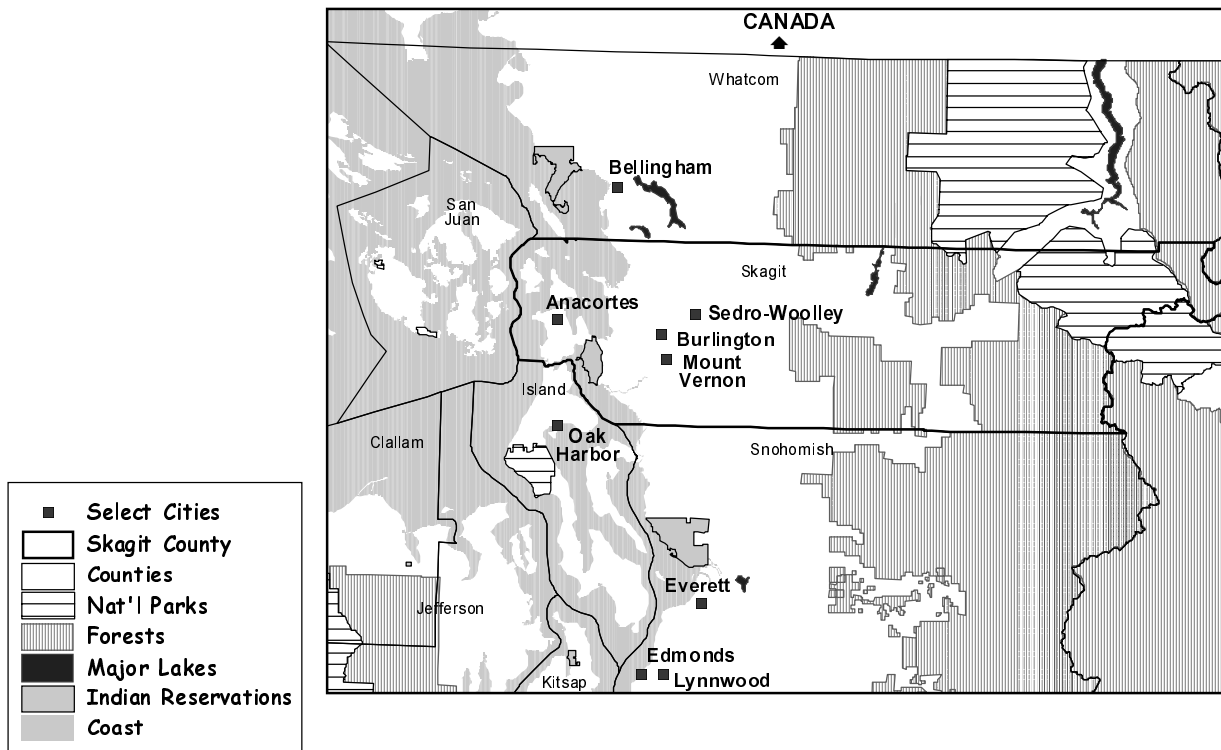 CANADA
Whatcom
Bellingham
San
Juan
Skagit
Anacortes
Sedro-Woolley
Burlington
Mount
Vernon
Island
Clallam
Oak
Harbor
Snohomish
Everett
Jefferson
Edmonds
Lynnwood
Kitsap
Select Cities
Skagit County
Counties
Nat'l Parks
Forests
Major Lakes
Indian Reservations
Coast